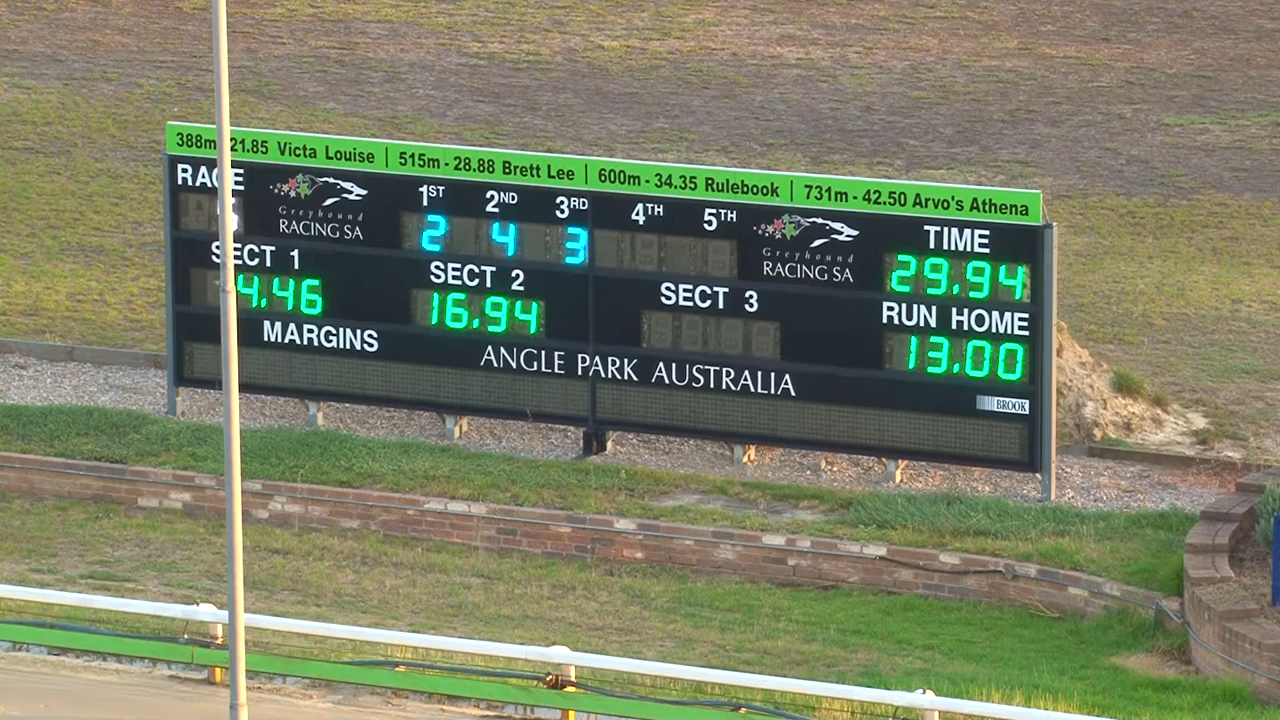 388m 21.85 Victa Louise | 515m - 28.88 Brett Lee | 600m - 34.35 Rulebook | 731m - 42.50 Arvo's Athena
RACE
Greyhound
RACING SA
1ST 2ND 3RD 4TH 5TH
2 4 3
Greyhound
RACING SA
TIME
29.94
SECT 1
4.46
SECT 2
16.94
SECT 3
RUN HOME
13.00
MARGINS
ANGLE PARK AUSTRALIA
BROOK